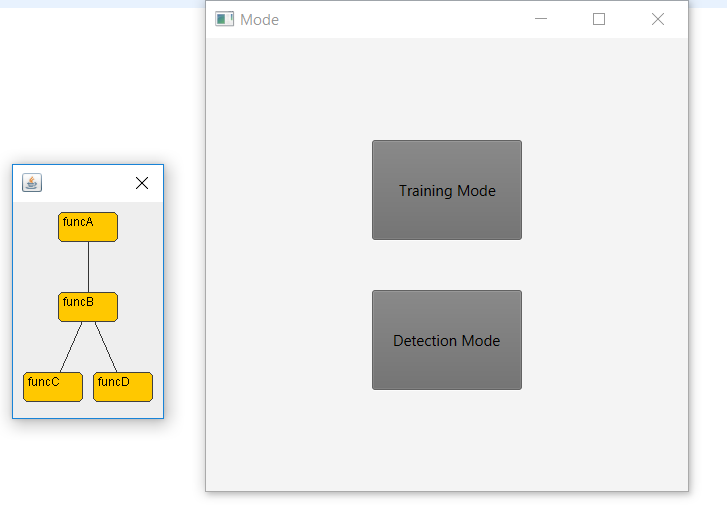 Mode
Training Mode
Detection Mode
funcA
funcB
funcC
funcD